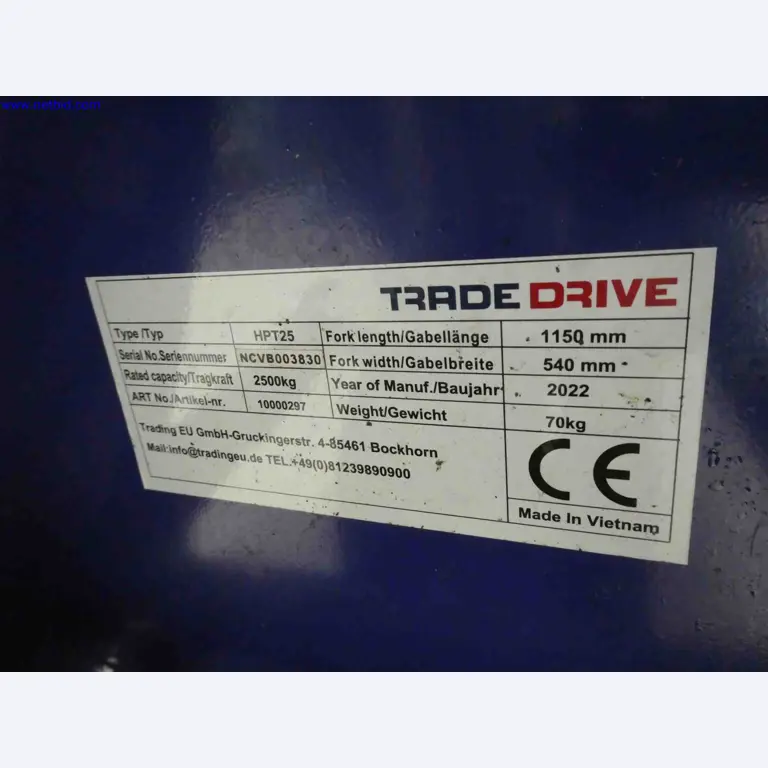 TRADE DRIVE
Type /Typ HPT25 Fork length/Gabellänge 1150 mm
Serial No.Seriennummer NCVB003830 Fork width/Gabelbreite 540 mm
Rated capacity/Tragkraft 2500kg Year of Manuf./Baujahr 2022
ART No./Artikel-nr. 10000297 Weight/Gewicht 70kg
Trading EU GmbH-Gruckingerstr. 4-85461 Bockhorn
Mail:info@tradingeu.de TEL.+49(0)81239890900
CE
Made In Vietnam